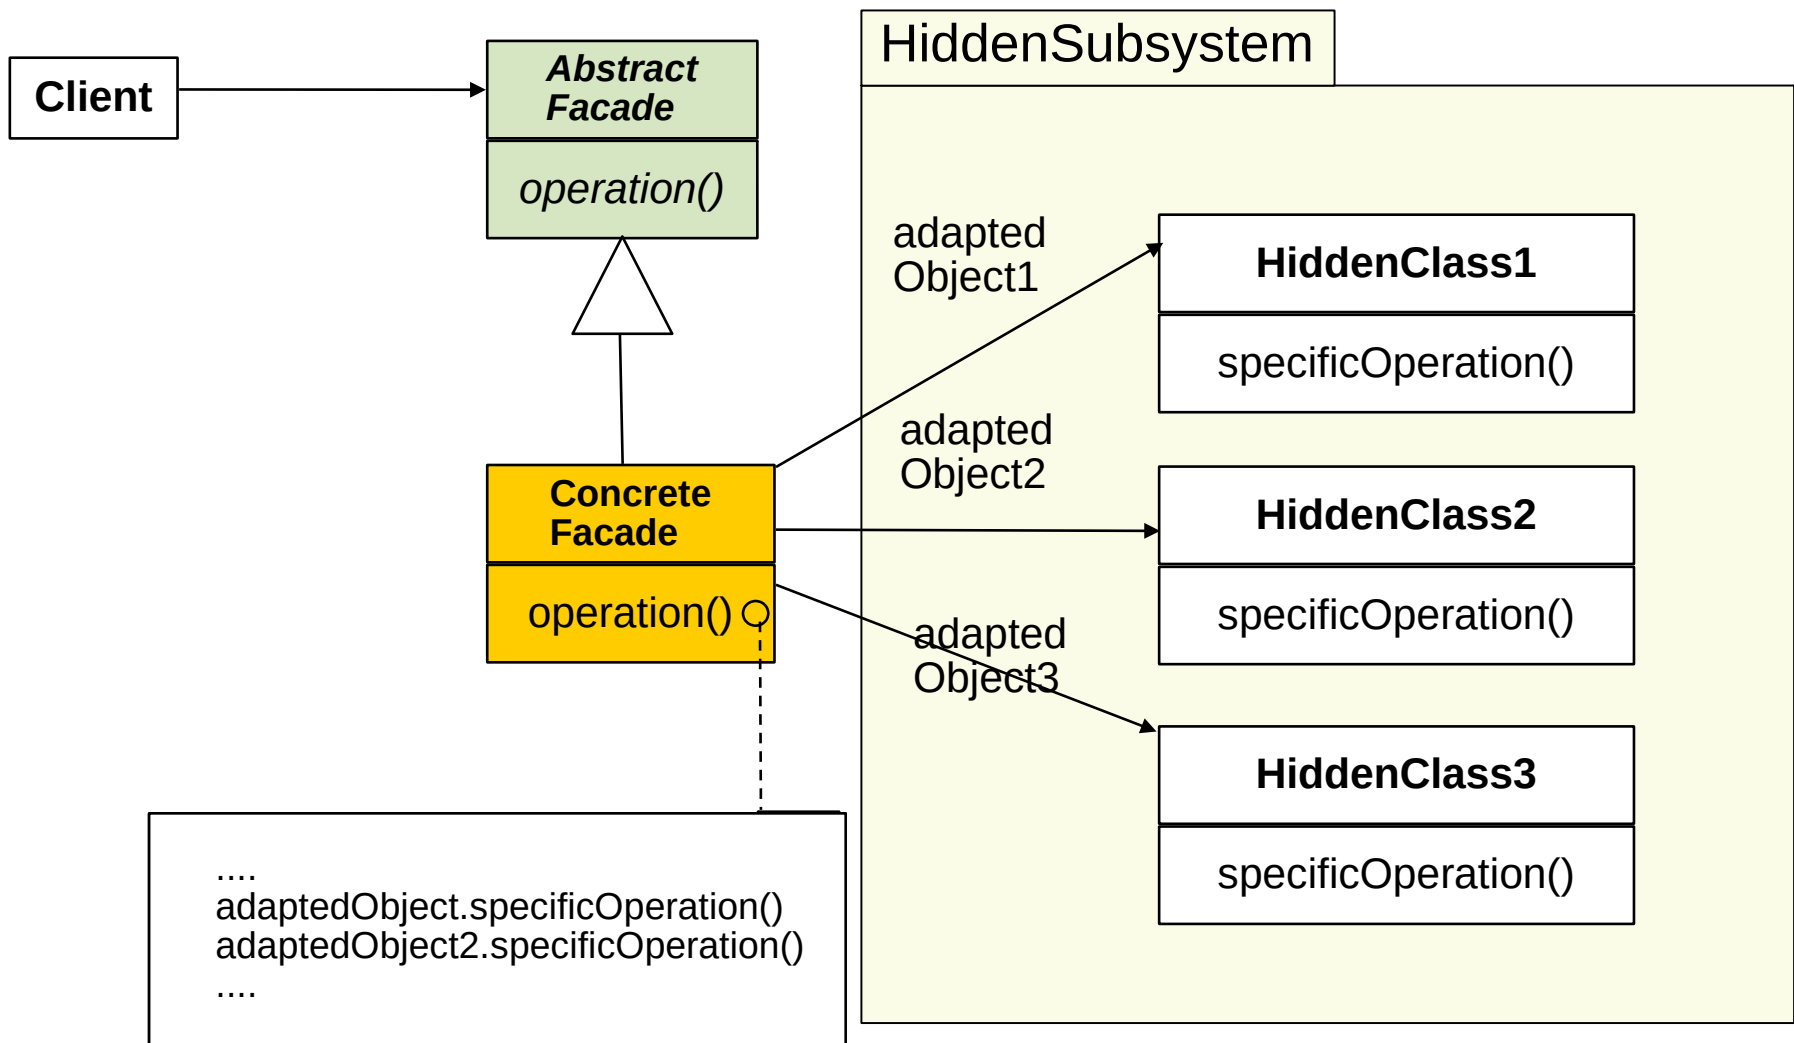 Client
Abstract
Facade
operation()
HiddenSubsystem
adapted
Object1
HiddenClass1
specificOperation()
adapted
Object2
HiddenClass2
specificOperation()
Concrete
Facade
operation()
adapted
Object3
HiddenClass3
specificOperation()
....
adaptedObject.specificOperation()
adaptedObject2.specificOperation()
....